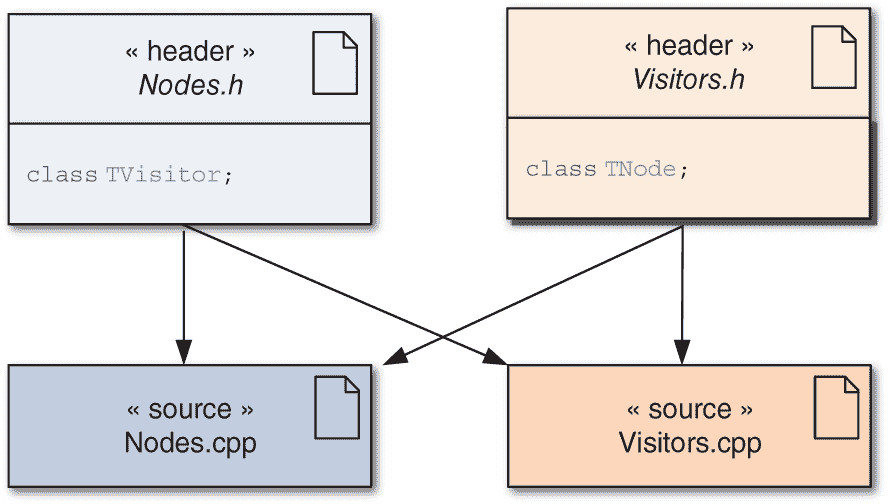 « header »
Nodes.h
class TVisitor;
« header »
Visitors.h
class TNode;
« source »
Nodes.cpp
« source »
Visitors.cpp